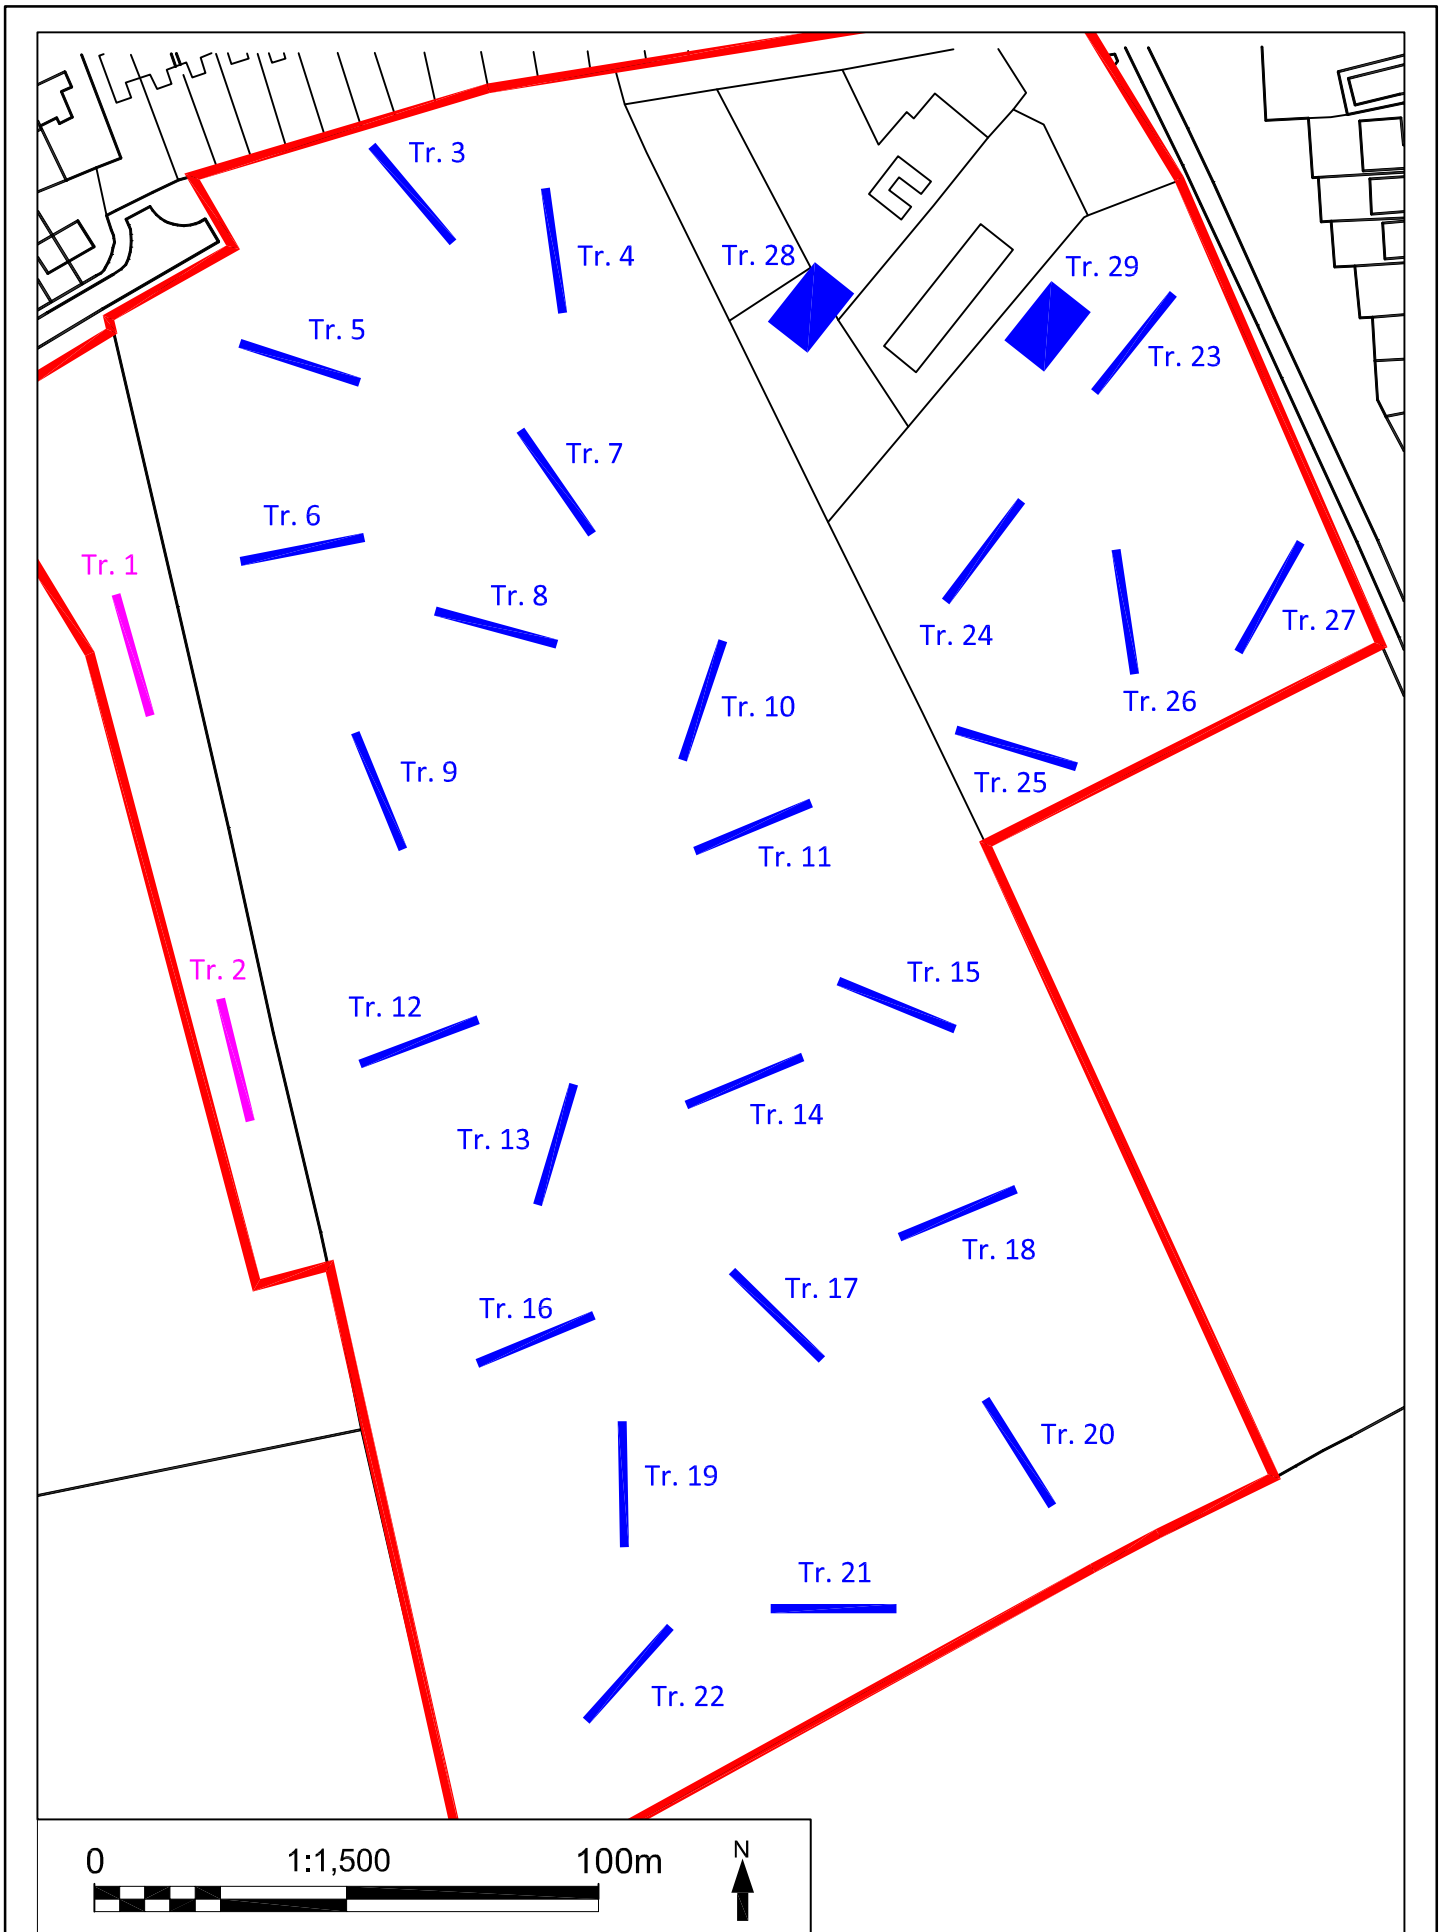 Tr. 3
Tr. 4
Tr. 28
Tr. 29
Tr. 5
Tr. 23
Tr. 7
Tr. 6
Tr. 1
Tr. 8
Tr. 24
Tr. 27
Tr. 26
Tr. 10
Tr. 9
Tr. 25
Tr. 11
Tr. 2
Tr. 15
Tr. 12
Tr. 14
Tr. 13
Tr. 18
Tr. 17
Tr. 16
Tr. 20
Tr. 19
Tr. 21
Tr. 22
0 1:1,500 100m
N